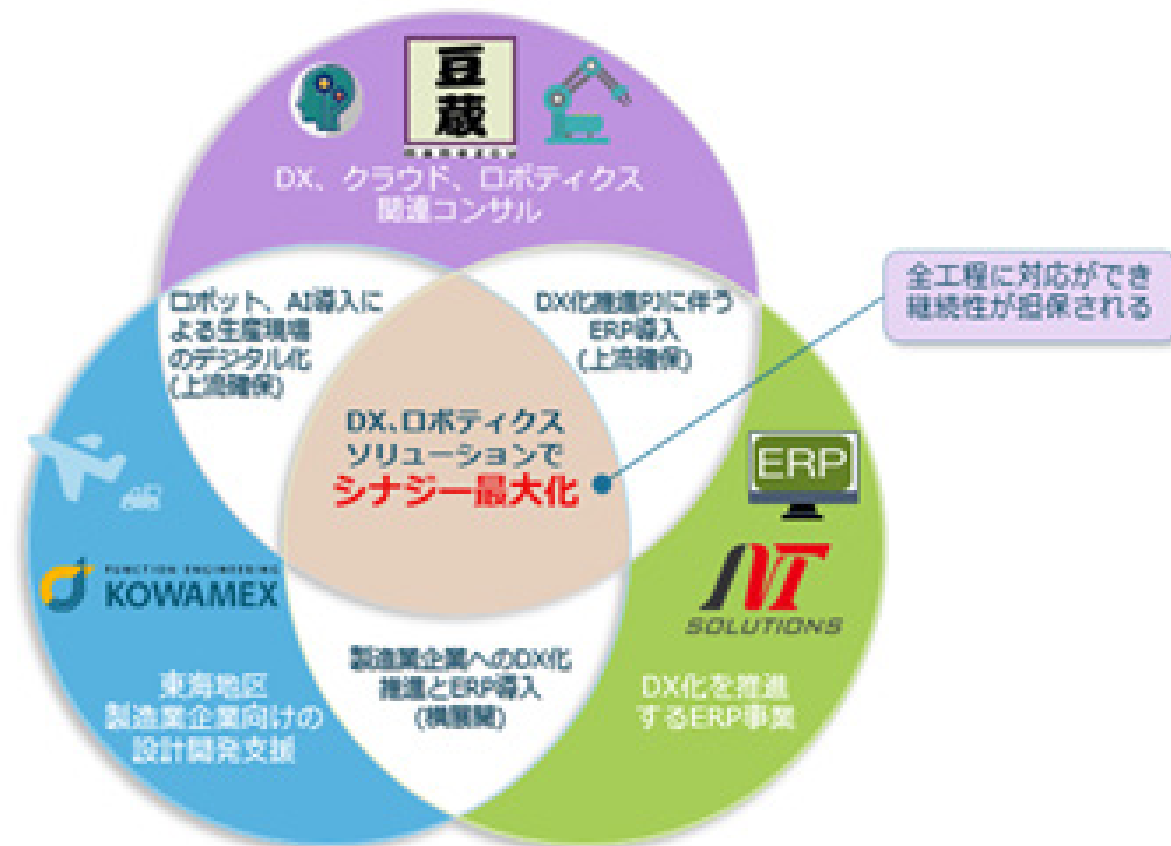 豆
蔵
mamezou
DX、クラウド、ロボティクス
関連コンサル
全工程に対応ができ
継続性が担保される
ロボット、AI導入に
よる生産現場
のデジタル化
(上流確保)
DX化推進PJに伴う
ERP導入
(上流確保)
DX、ロボティクス
ソリューションで
シナジー最大化
ERP
FUNCTION ENGINEERING
KOWAMEX
NT
SOLUTIONS
製造業企業へのDX化
推進とERP導入
(横展開)
東海地区
製造業企業向けの
設計開発支援
DX化を推進
するERP事業